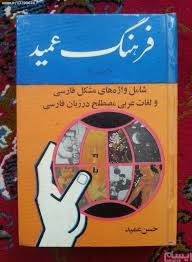 فرهنگ عمید
شامل واژه‌های مشکل فارسی
و لغات عربی مصطلح در زبان فارسی
حسن عمید